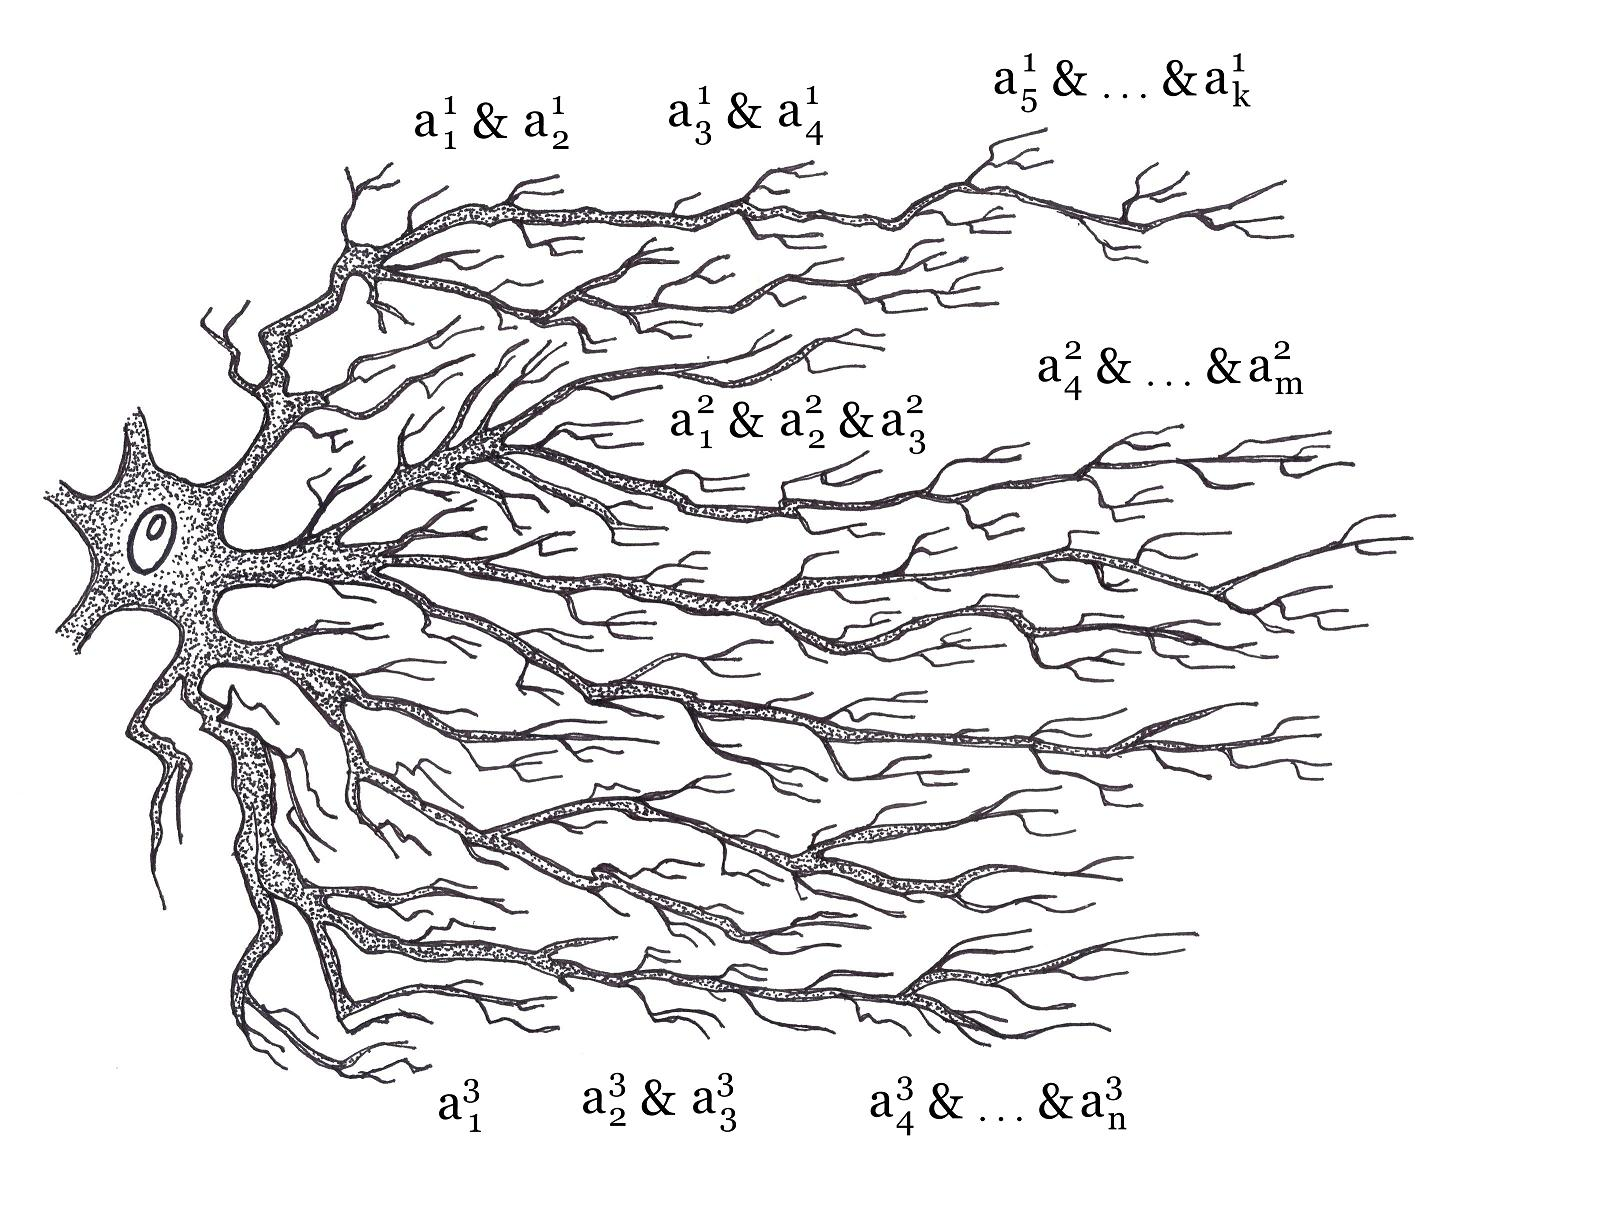 a₅¹ & ... & aₖ¹
a₁¹ & a₂¹
a₃¹ & a₄¹
a₄² & ... & aₘ²
a₁² & a₂² & a₃²
a₁³
a₂³ & a₃³
a₄³ & ... & aₙ³